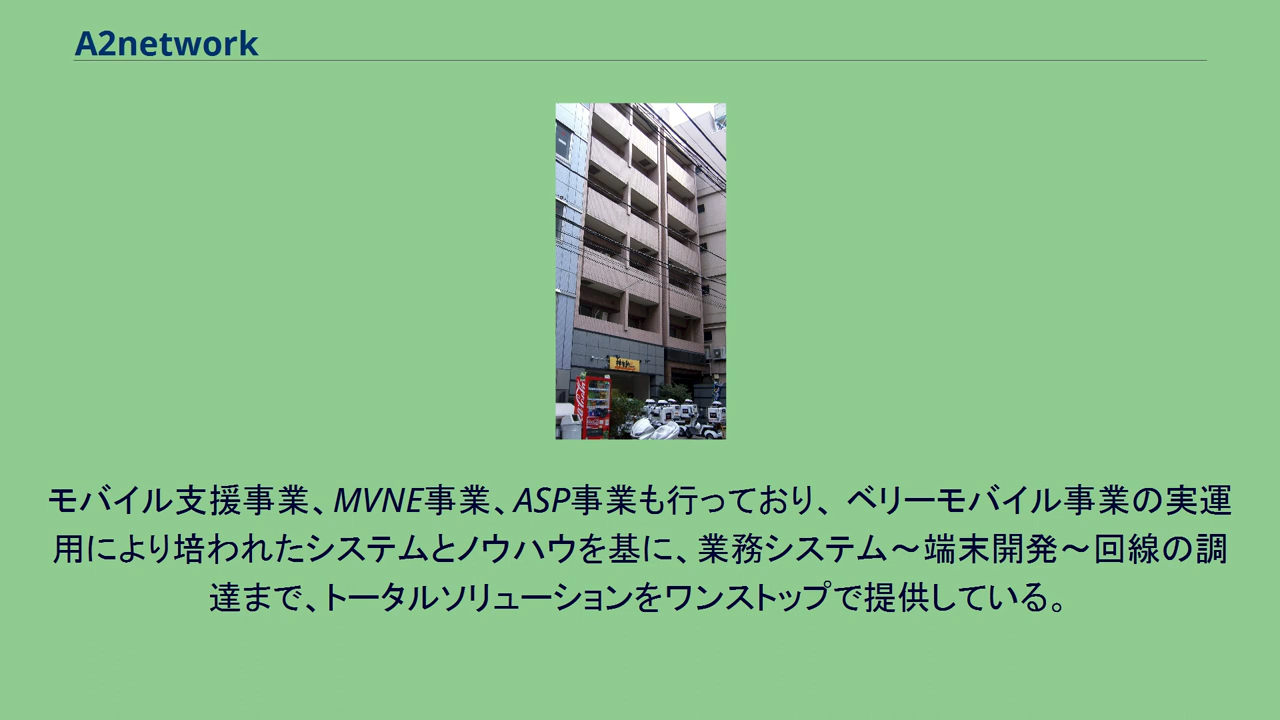 A2network
モバイル支援事業、MVNE事業、ASP事業も行っており、 ベリーモバイル事業の実運
用により培われたシステムとノウハウを基に、業務システム～端末開発～回線の調
達まで、トータルソリューションをワンストップで提供している。